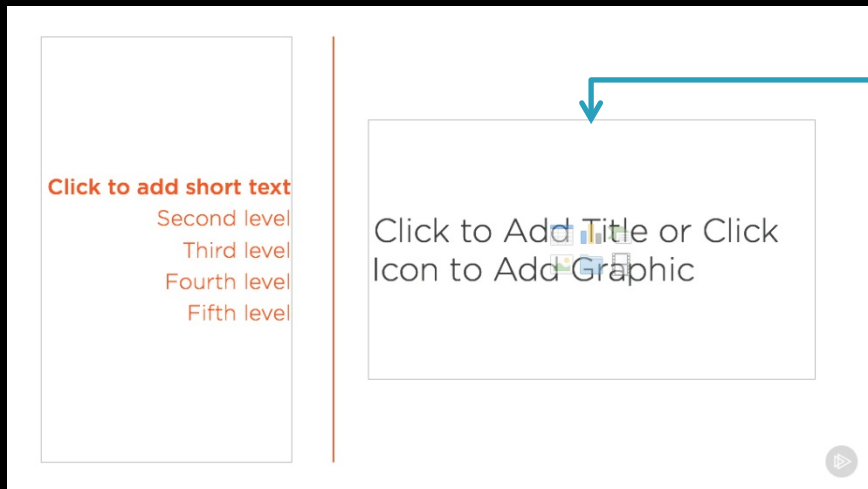 Click to add short text
Second level
Third level
Fourth level
Fifth level
Click to Add Title or Click
Icon to Add Graphic